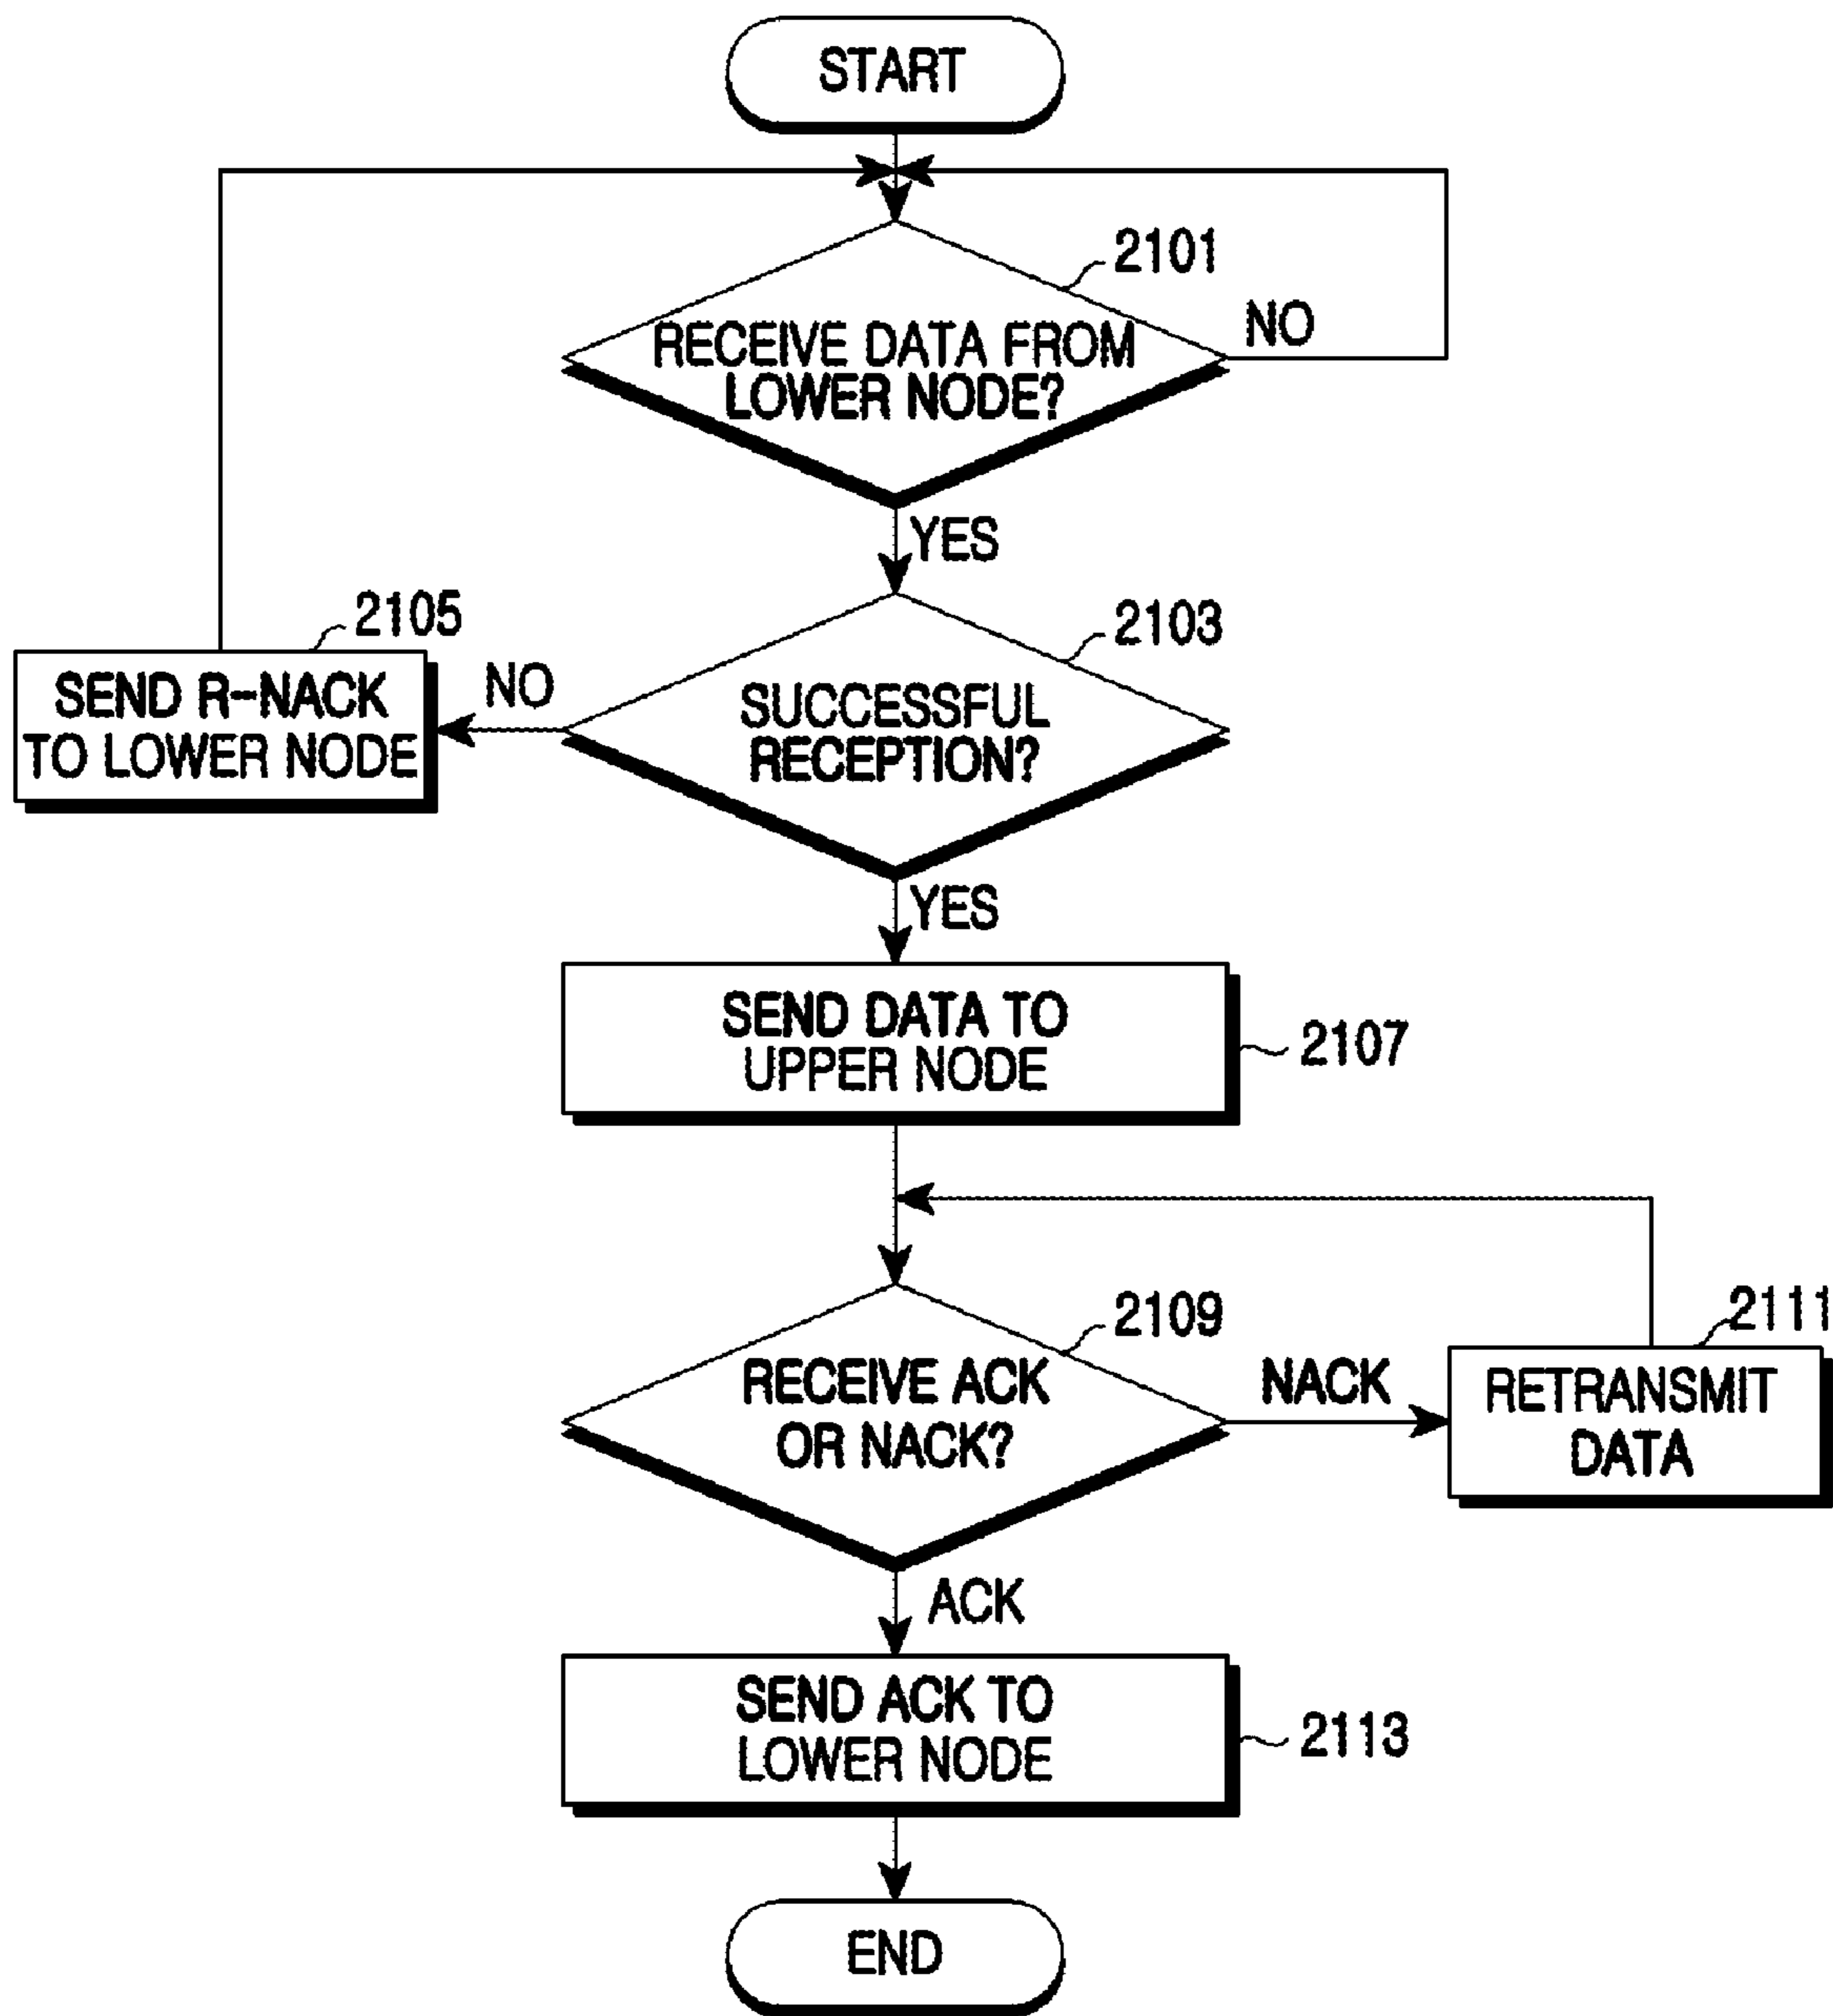 START
2101
RECEIVE DATA FROM
LOWER NODE?
NO
YES
2105
2103
SEND R-NACK
TO LOWER NODE
NO
SUCCESSFUL
RECEPTION?
YES
SEND DATA TO
UPPER NODE
2107
2109
2111
RECEIVE ACK
OR NACK?
NACK
RETRANSMIT
DATA
ACK
SEND ACK TO
LOWER NODE
2113
END